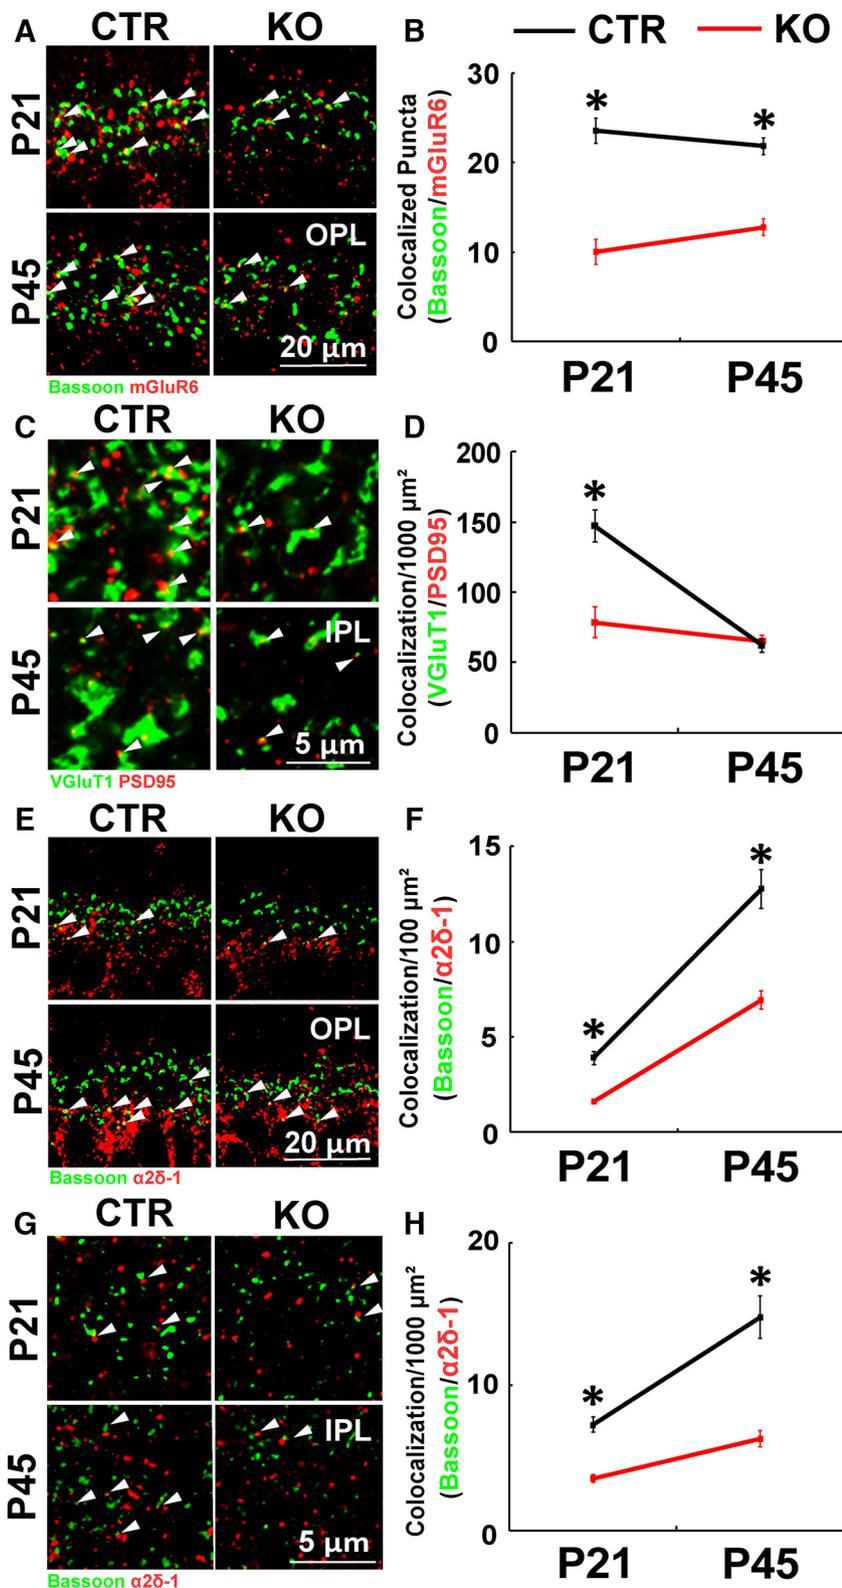 A CTR KO
P21
P45
OPL
20 μm
Bassoon mGluR6
B CTR KO
Colocalized Puncta
(Bassoon/mGluR6)
30
20
10
0
P21 P45
C CTR KO
P21
P45
IPL
5 μm
VGluT1 PSD95
D
Colocalization/1000 μm²
(VGluT1/PSD95)
200
150
100
50
0
P21 P45
E CTR KO
P21
P45
OPL
20 μm
Bassoon α2δ-1
F
Colocalization/100 μm²
(Bassoon/α2δ-1)
15
10
5
0
P21 P45
G CTR KO
P21
P45
IPL
5 μm
Bassoon α2δ-1
H
Colocalization/1000 μm²
(Bassoon/α2δ-1)
20
10
0
P21 P45